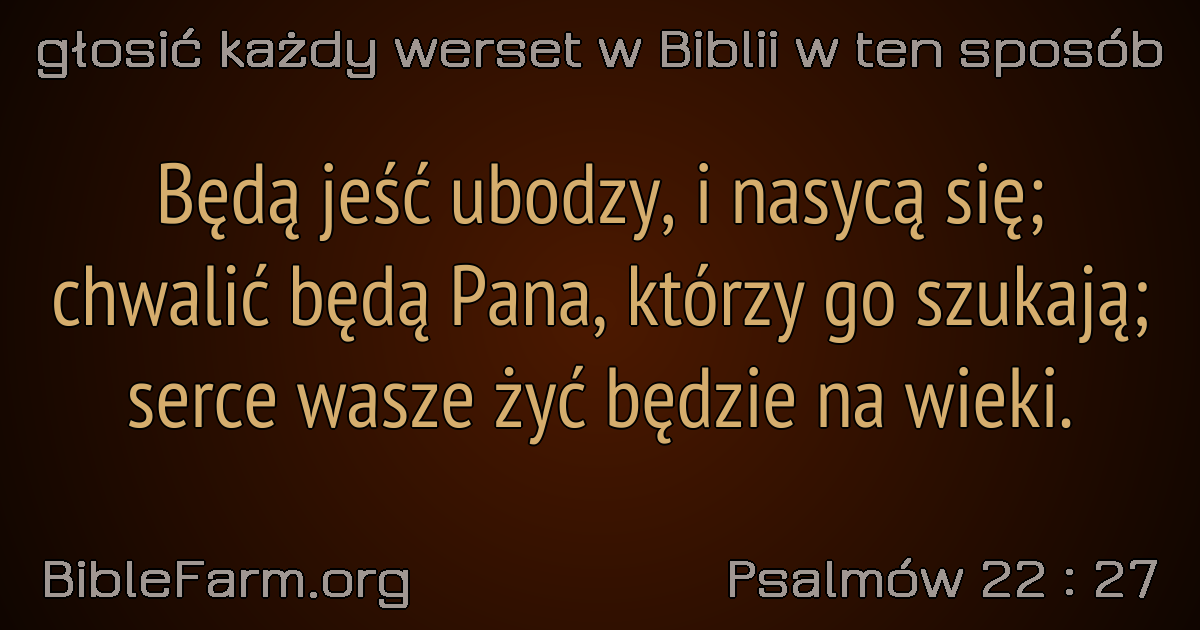 głosić każdy werset w Biblii w ten sposób
Będą jeść ubodzy, i nasycą się;
chwalić będą Pana, którzy go szukają;
serce wasze żyć będzie na wieki.
BibleFarm.org
Psalmów 22 : 27